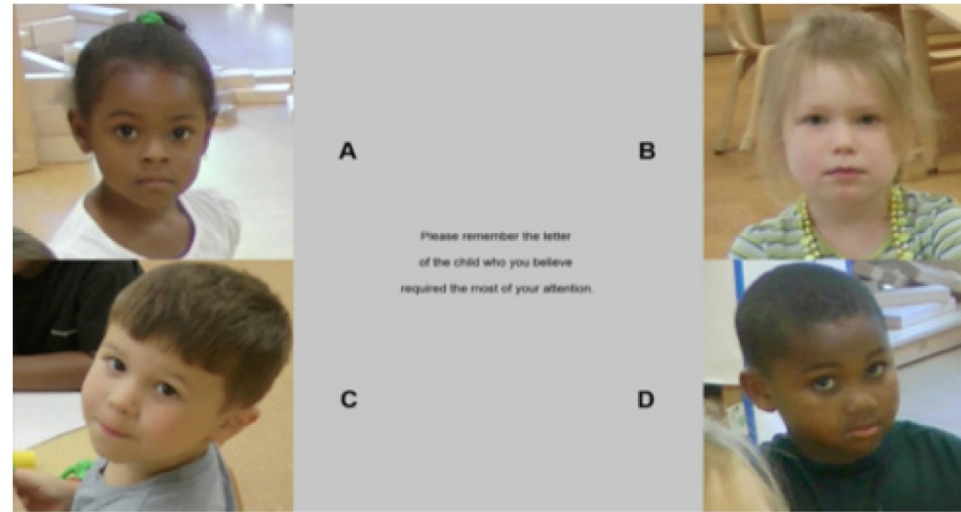 A
B
Please remember the letter
of the child who you believe
required the most of your attention.
C
D